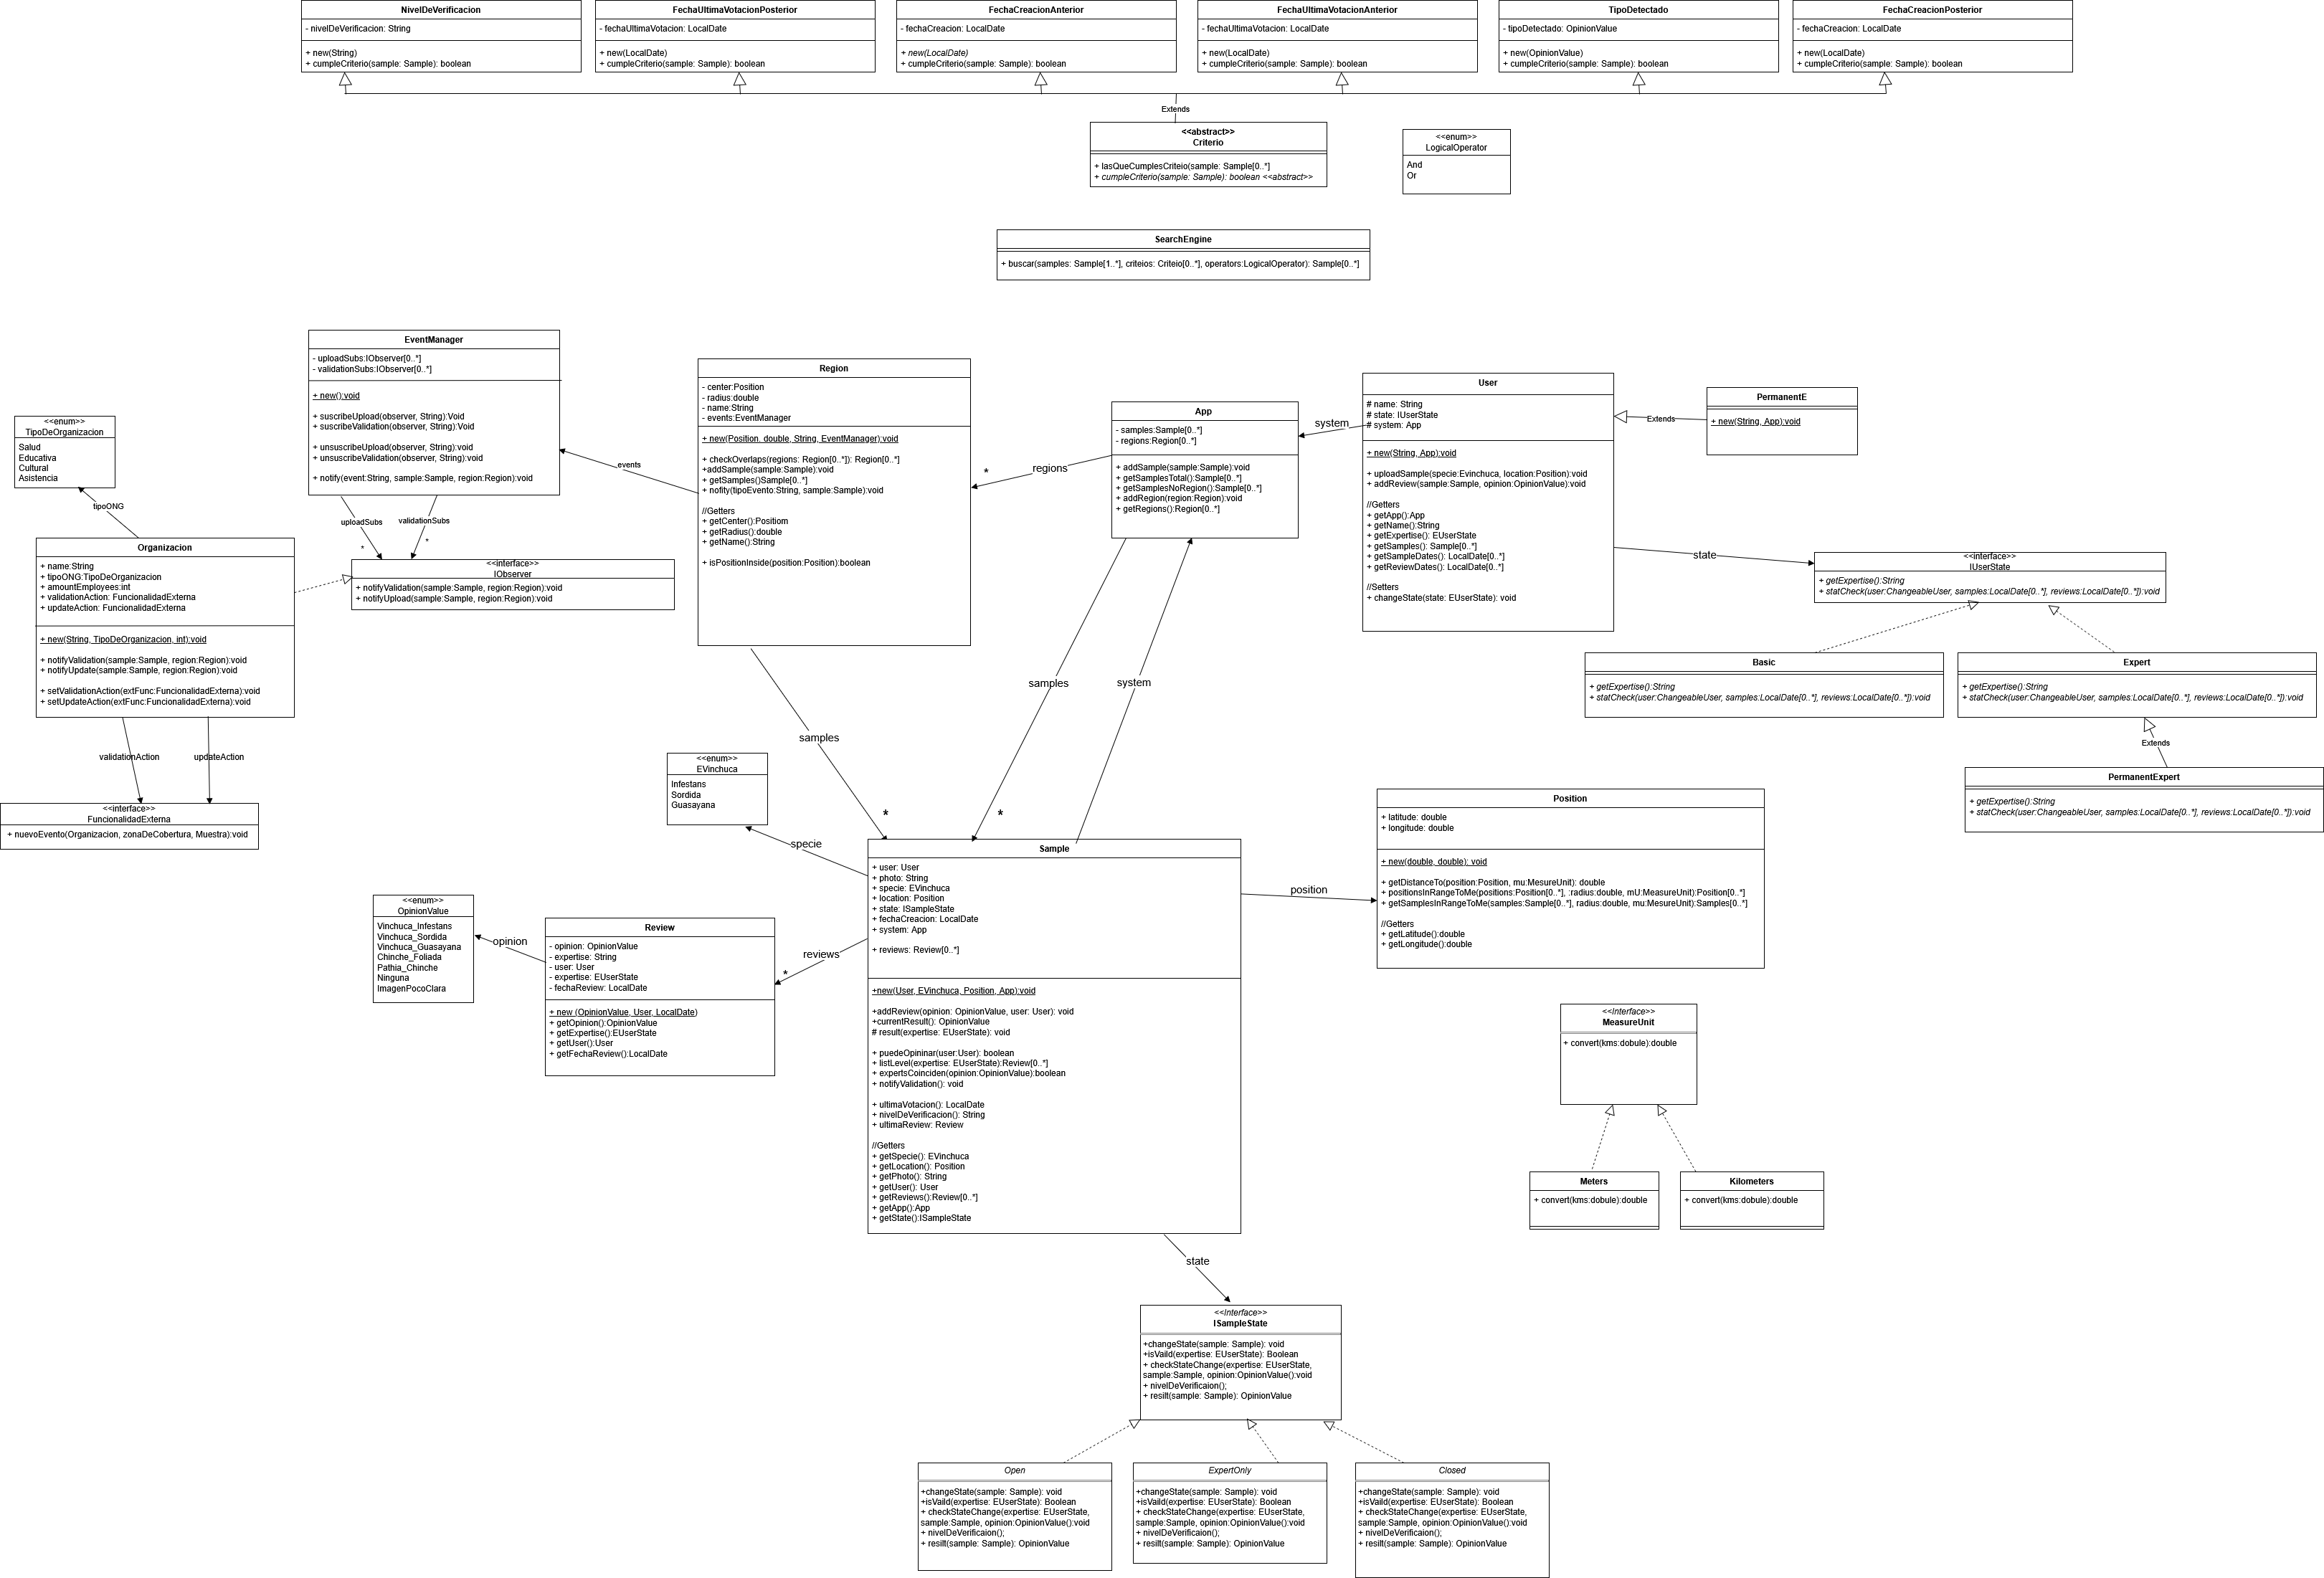 NivelDeVerificacion
- nivelDeVerificacion: String
+ new(String)
+ cumpleCriterio(sample: Sample): boolean
FechaUltimaVotacionPosterior
- fechaUltimaVotacion: LocalDate
+ new(LocalDate)
+ cumpleCriterio(sample: Sample): boolean
FechaCreacionAnterior
- fechaCreacion: LocalDate
+ new(LocalDate)
+ cumpleCriterio(sample: Sample): boolean
FechaUltimaVotacionAnterior
- fechaUltimaVotacion: LocalDate
+ new(LocalDate)
+ cumpleCriterio(sample: Sample): boolean
TipoDetectado
- tipoDetectado: OpinionValue
+ new(OpinionValue)
+ cumpleCriterio(sample: Sample): boolean
FechaCreacionPosterior
- fechaCreacion: LocalDate
+ new(LocalDate)
+ cumpleCriterio(sample: Sample): boolean
Extends
<<abstract>>
Criterio
+ lasQueCumplesCriteio(sample: Sample[0..*]
+ cumpleCriterio(sample: Sample): boolean <<abstract>>
<<enum>>
LogicalOperator
And
Or
SearchEngine
+ buscar(samples: Sample[1..*], criteios: Criteio[0..*], operators:LogicalOperator): Sample[0..*]
EventManager
- uploadSubs:IObserver[0..*]
- validationSubs:IObserver[0..*]
+ new():void
+ suscribeUpload(observer, String):Void
+ suscribeValidation(observer, String):Void
+ unsuscribeUpload(observer, String):void
+ unsuscribeValidation(observer, String):void
+ notify(event:String, sample:Sample, region:Region):void
Region
- center:Position
- radius:double
- name:String
- events:EventManager
+ new(Position, double, String, EventManager):void
+ checkOverlaps(regions: Region[0..*]): Region[0..*]
+addSample(sample:Sample):void
+ getSamples()Sample[0..*]
+ nofity(tipoEvento:String, sample:Sample):void
//Getters
+ getCenter():Positiom
+ getRadius():double
+ getName():String
+ isPositionInside(position:Position):boolean
events
App
- samples:Sample[0..*]
- regions:Region[0..*]
+ addSample(sample:Sample):void
+ getSamplesTotal():Sample[0..*]
+ getSamplesNoRegion():Sample[0..*]
+ addRegion(region:Region):void
+ getRegions():Region[0..*]
regions
*
system
User
# name: String
# state: IUserState
# system: App
+ new(String, App):void
+ uploadSample(specie:Evinchuca, location:Position):void
+ addReview(sample:Sample, opinion:OpinionValue):void
//Getters
+ getApp():App
+ getName():String
+ getExpertise(): EUserState
+ getSamples(): Sample[0..*]
+ getSampleDates(): LocalDate[0..*]
+ getReviewDates(): LocalDate[0..*]
//Setters
+ changeState(state: EUserState): void
Extends
PermanentE
+ new(String, App):void
<<enum>>
TipoDeOrganizacion
Salud
Educativa
Cultural
Asistencia
tipoONG
Organizacion
+ name:String
+ tipoONG:TipoDeOrganizacion
+ amountEmployees:int
+ validationAction: FuncionalidadExterna
+ updateAction: FuncionalidadExterna
+ new(String, TipoDeOrganizacion, int):void
+ notifyValidation(sample:Sample, region:Region):void
+ notifyUpdate(sample:Sample, region:Region):void
+ setValidationAction(extFunc:FuncionalidadExterna):void
+ setUpdateAction(extFunc:FuncionalidadExterna):void
uploadSubs
*
validationSubs
*
<<interface>>
IObserver
+ notifyValidation(sample:Sample, region:Region):void
+ notifyUpload(sample:Sample, region:Region):void
validationAction
updateAction
<<interface>>
FuncionalidadExterna
+ nuevoEvento(Organizacion, zonaDeCobertura, Muestra):void
state
<<interface>>
IUserState
+ getExpertise():String
+ statCheck(user:ChangeableUser, samples:LocalDate[0..*], reviews:LocalDate[0..*]):void
Basic
+ getExpertise():String
+ statCheck(user:ChangeableUser, samples:LocalDate[0..*], reviews:LocalDate[0..*]):void
Expert
+ getExpertise():String
+ statCheck(user:ChangeableUser, samples:LocalDate[0..*], reviews:LocalDate[0..*]):void
Extends
PermanentExpert
+ getExpertise():String
+ statCheck(user:ChangeableUser, samples:LocalDate[0..*], reviews:LocalDate[0..*]):void
samples
*
samples
*
system
<<enum>>
EVinchuca
Infestans
Sordida
Guasayana
specie
<<enum>>
OpinionValue
Vinchuca_Infestans
Vinchuca_Sordida
Vinchuca_Guasayana
Chinche_Foliada
Pathia_Chinche
Ninguna
ImagenPocoClara
opinion
Review
- opinion: OpinionValue
- expertise: String
- user: User
- expertise: EUserState
- fechaReview: LocalDate
+ new (OpinionValue, User, LocalDate)
+ getOpinion():OpinionValue
+ getExpertise():EUserState
+ getUser():User
+ getFechaReview():LocalDate
reviews
*
Sample
+ user: User
+ photo: String
+ specie: EVinchuca
+ location: Position
+ state: ISampleState
+ fechaCreacion: LocalDate
+ system: App
+ reviews: Review[0..*]
+new(User, EVinchuca, Position, App):void
+addReview(opinion: OpinionValue, user: User): void
+currentResult(): OpinionValue
# result(expertise: EUserState): void
+ puedeOpininar(user:User): boolean
+ listLevel(expertise: EUserState):Review[0..*]
+ expertsCoinciden(opinion:OpinionValue):boolean
+ notifyValidation(): void
+ ultimaVotacion(): LocalDate
+ nivelDeVerificacion(): String
+ ultimaReview: Review
//Getters
+ getSpecie(): EVinchuca
+ getLocation(): Position
+ getPhoto(): String
+ getUser(): User
+ getReviews():Review[0..*]
+ getApp():App
+ getState():ISampleState
position
Position
+ latitude: double
+ longitude: double
+ new(double, double): void
+ getDistanceTo(position:Position, mu:MesureUnit): double
+ positionsInRangeToMe(positions:Position[0..*], :radius:double, mU:MeasureUnit):Position[0..*]
+ getSamplesInRangeToMe(samples:Sample[0..*], radius:double, mu:MesureUnit):Samples[0..*]
//Getters
+ getLatitude():double
+ getLongitude():double
<<Interface>>
MeasureUnit
+ convert(kms:dobule):double
Meters
+ convert(kms:dobule):double
Kilometers
+ convert(kms:dobule):double
state
<<Interface>>
ISampleState
+changeState(sample: Sample): void
+isVaild(expertise: EUserState): Boolean
+ checkStateChange(expertise: EUserState,
sample:Sample, opinion:OpinionValue():void
+ nivelDeVerificaion();
+ resilt(sample: Sample): OpinionValue
Open
+changeState(sample: Sample): void
+isVaild(expertise: EUserState): Boolean
+ checkStateChange(expertise: EUserState,
sample:Sample, opinion:OpinionValue():void
+ nivelDeVerificaion();
+ resilt(sample: Sample): OpinionValue
ExpertOnly
+changeState(sample: Sample): void
+isVaild(expertise: EUserState): Boolean
+ checkStateChange(expertise: EUserState,
sample:Sample, opinion:OpinionValue():void
+ nivelDeVerificaion();
+ resilt(sample: Sample): OpinionValue
Closed
+changeState(sample: Sample): void
+isVaild(expertise: EUserState): Boolean
+ checkStateChange(expertise: EUserState,
sample:Sample, opinion:OpinionValue():void
+ nivelDeVerificaion();
+ resilt(sample: Sample): OpinionValue